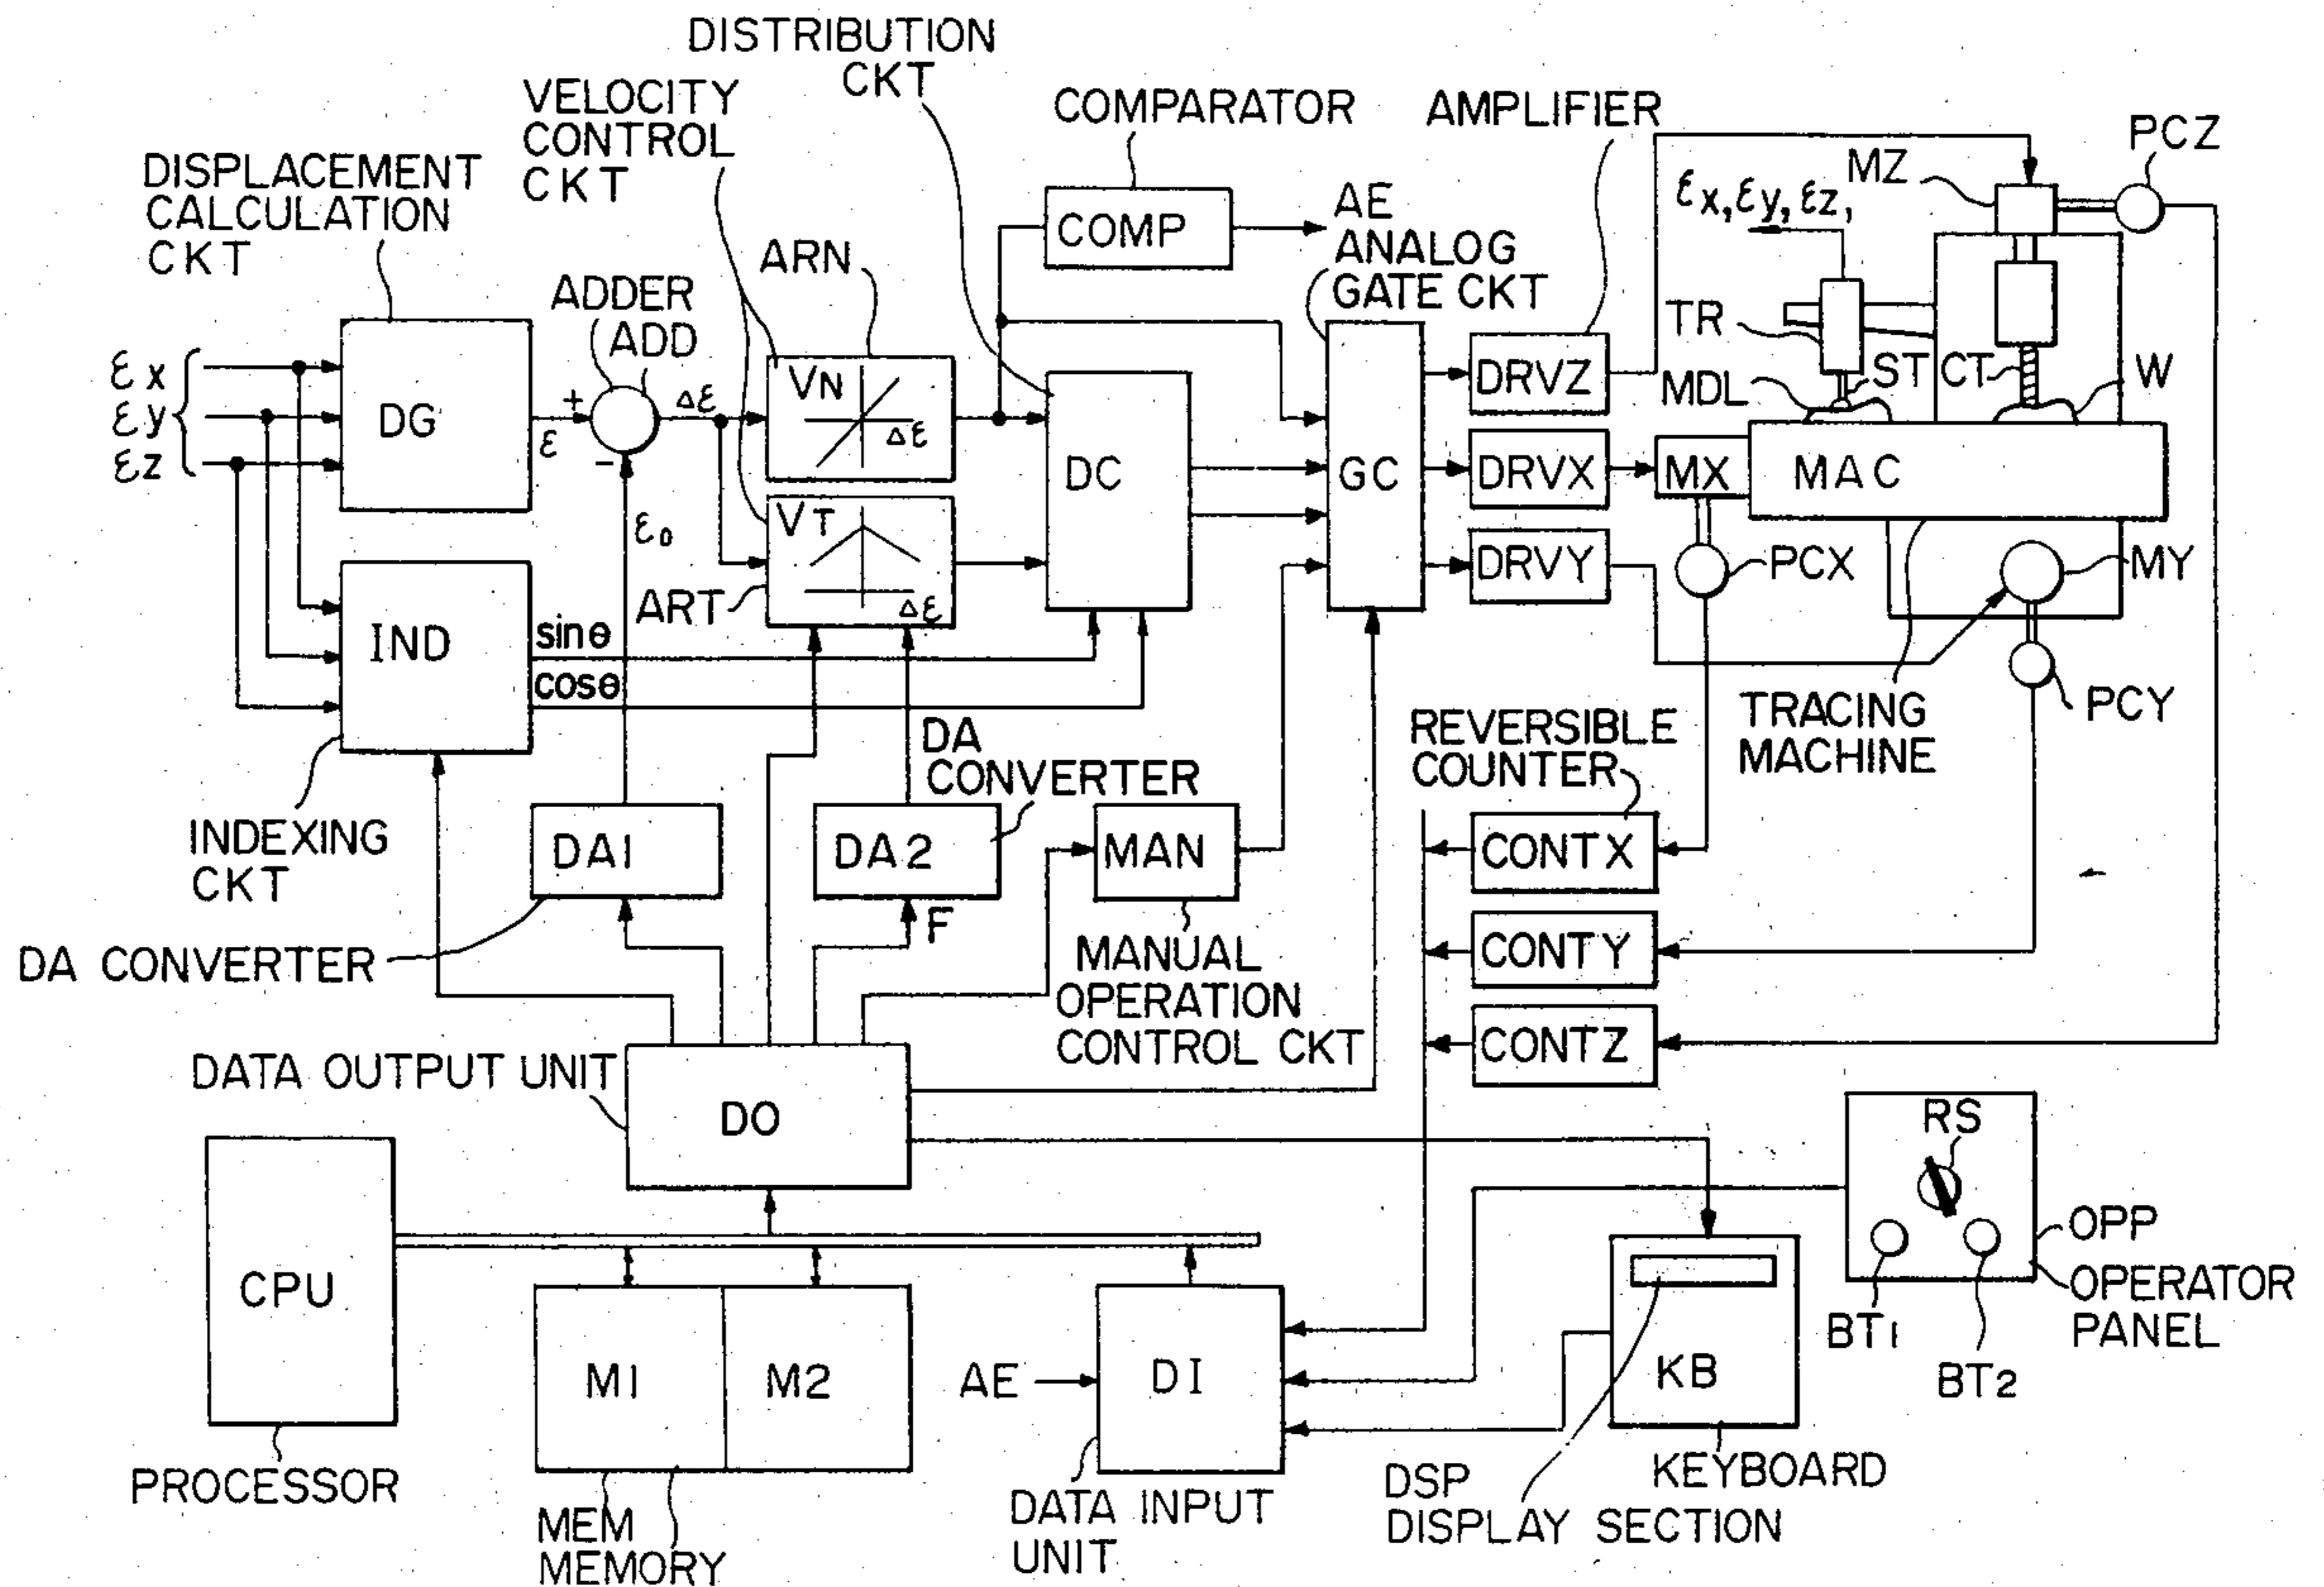 DISTRIBUTION
CKT
VELOCITY
CONTROL
CKT
COMPARATOR
AMPLIFIER
PCZ
DISPLACEMENT
CALCULATION
CKT
MZ
εx, εy, εz,
COMP
AE
ANALOG
GATE CKT
ARN
ADDER
ADD
TR
ST
CT
W
MDL
εx
εy
εz
DG
+
ε
-
Δε
VN
Δε
DC
GC
DRVZ
DRVX
DRVY
MX
MAC
ε0
VT
Δε
ART
PCX
MY
IND
sinθ
cosθ
PCY
TRACING
MACHINE
REVERSIBLE
COUNTER
DA
CONVERTER
INDEXING
CKT
DA1
DA2
MAN
CONTX
F
DA CONVERTER
MANUAL
OPERATION
CONTROL CKT
CONTY
CONTZ
DATA OUTPUT UNIT
DO
RS
OPP
OPERATOR
PANEL
BT1
BT2
CPU
M1
M2
AE
DI
KB
PROCESSOR
MEM
MEMORY
DATA INPUT
UNIT
DSP
DISPLAY SECTION
KEYBOARD